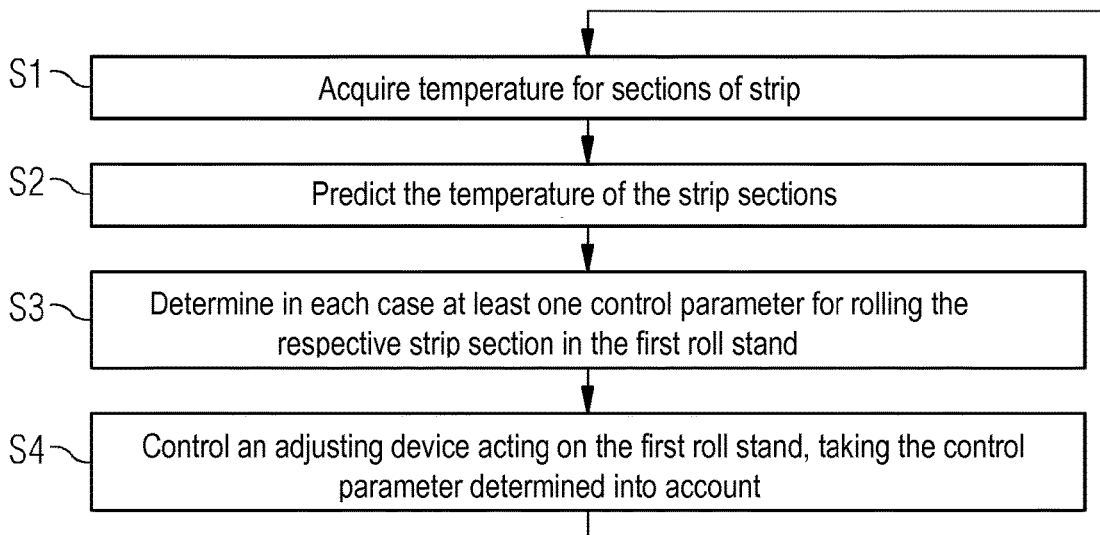 S1
Acquire temperature for sections of strip
S2
Predict the temperature of the strip sections
S3
Determine in each case at least one control parameter for rolling the
respective strip section in the first roll stand
S4
Control an adjusting device acting on the first roll stand, taking the control
parameter determined into account